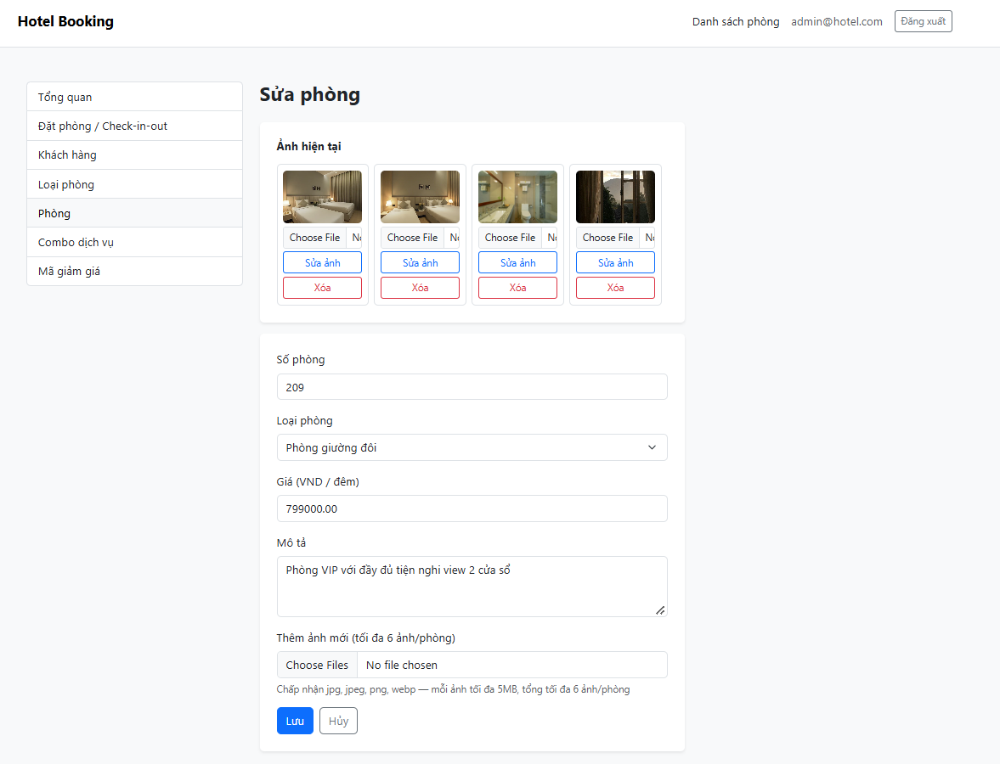 Hotel Booking
Danh sách phòng admin@hotel.com Đăng xuất
Tổng quan
Đặt phòng / Check-in-out
Khách hàng
Loại phòng
Phòng
Combo dịch vụ
Mã giảm giá
Sửa phòng
Ảnh hiện tại
Choose File No Choose File No Choose File No Choose File No
Sửa ảnh Sửa ảnh Sửa ảnh Sửa ảnh
Xóa Xóa Xóa Xóa
Số phòng
209
Loại phòng
Phòng giường đôi
Giá (VND / đêm)
799000.00
Mô tả
Phòng VIP với đầy đủ tiện nghi view 2 cửa sổ
Thêm ảnh mới (tối đa 6 ảnh/phòng)
Choose Files No file chosen
Chấp nhận jpg, jpeg, png, webp — mỗi ảnh tối đa 5MB, tổng tối đa 6 ảnh/phòng
Lưu Hủy